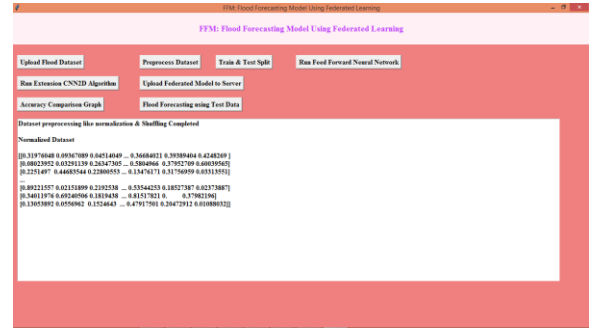 FFM: Flood Forecasting Model Using Federated Learning
FFM: Flood Forecasting Model Using Federated Learning
Upload Flood Dataset Preprocess Dataset Train & Test Split Run Feed Forward Neural Network
Run Extension CNN2D Algorithm Upload Federated Model to Server
Accuracy Comparison Graph Flood Forecasting using Test Data
Dataset preprocessing like normalization & Shuffling Completed
Normalized Dataset
[[0.31976048 0.09367089 0.04514049 ... 0.36684021 0.39389404 0.4248269 ]
[0.08023952 0.03291139 0.26347305 ... 0.5804966 0.37952709 0.60039565]
[0.2251497 0.44683544 0.22800553 ... 0.13476171 0.31756959 0.03313551]
...
[0.89221557 0.02151899 0.2192538 ... 0.53544253 0.18527387 0.02373887]
[0.34011976 0.69240506 0.1819438 ... 0.81517821 0. 0.37982196]
[0.13053892 0.0556962 0.1524643 ... 0.47917501 0.20472912 0.01088032]]